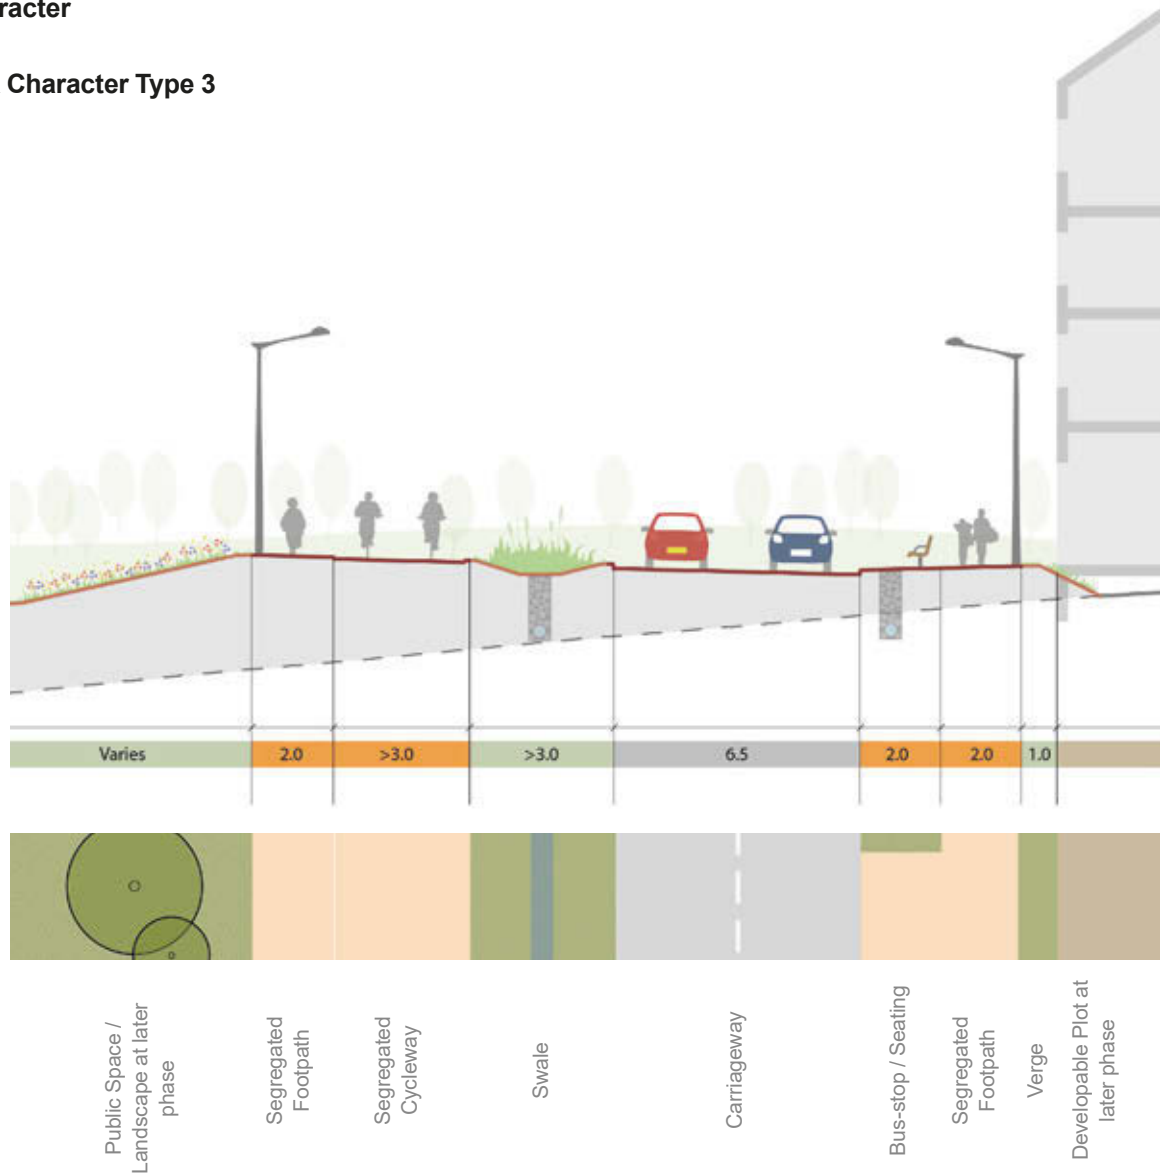 racter
Character Type 3
Varies
2.0
>3.0
>3.0
6.5
2.0
2.0
1.0
Public Space /
Landscape at later
phase
Segregated
Footpath
Segregated
Cycleway
Swale
Carriageway
Bus-stop / Seating
Segregated
Footpath
Verge
Developable Plot at
later phase